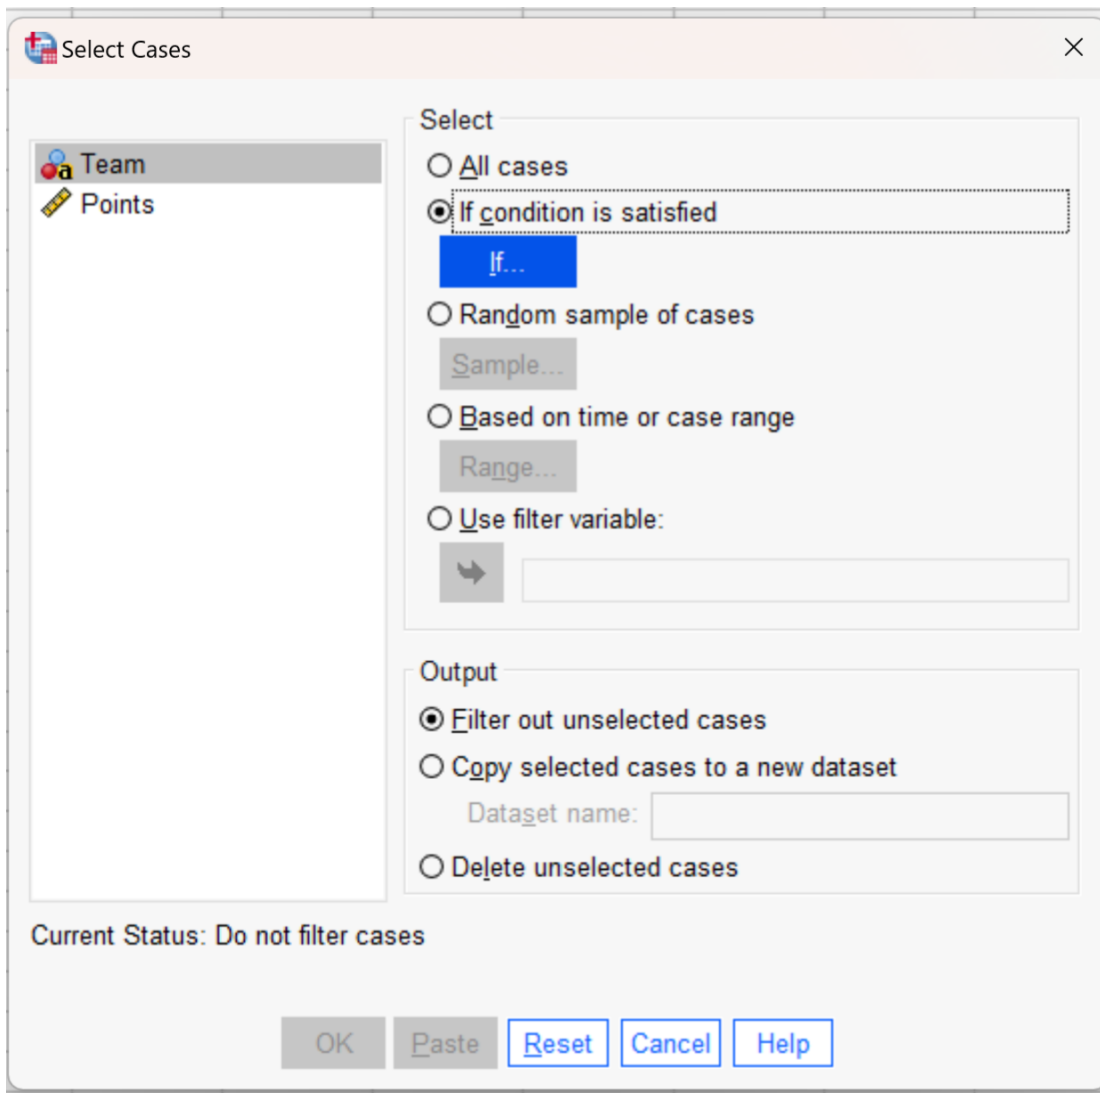 Select Cases
Team
Points
Select
All cases
If condition is satisfied
If...
Random sample of cases
Sample...
Based on time or case range
Range...
Use filter variable:
Output
Filter out unselected cases
Copy selected cases to a new dataset
Dataset name:
Delete unselected cases
Current Status: Do not filter cases
OK Paste Reset Cancel Help